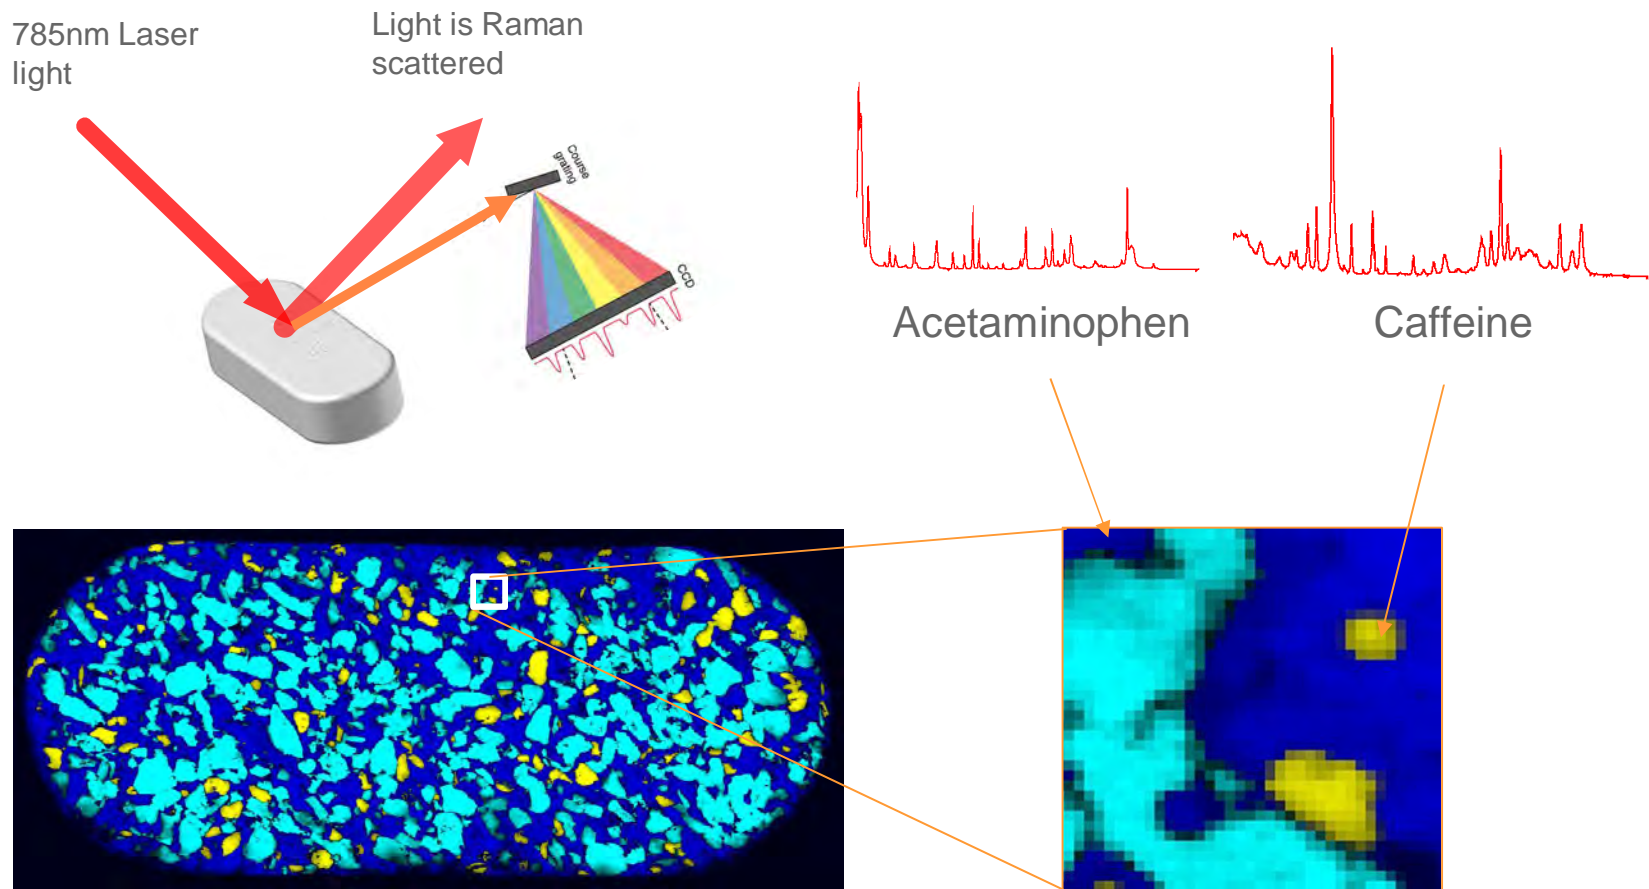 785nm Laser
light
Light is Raman
scattered
Course
grating
CCD
Acetaminophen
Caffeine